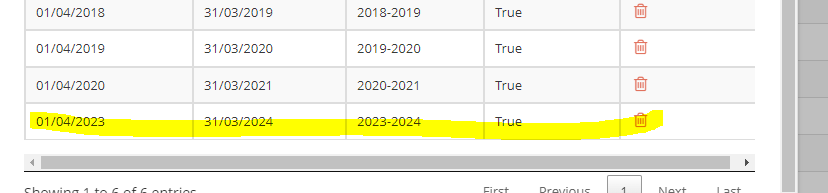 01/04/2018 31/03/2019 2018-2019 True
01/04/2019 31/03/2020 2019-2020 True
01/04/2020 31/03/2021 2020-2021 True
01/04/2023 31/03/2024 2023-2024 True
Showing 1 to 6 of 6 entries First Previous 1 Next Last